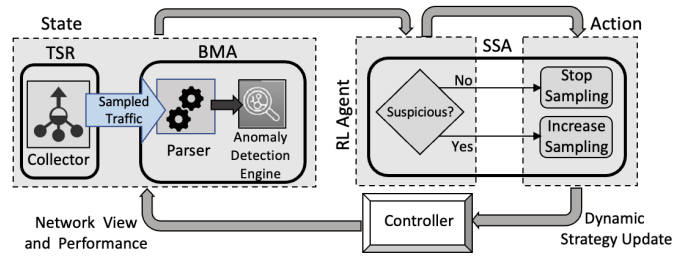 State
Action
TSR
BMA
SSA
RL Agent
Sampled
Traffic
Collector
Parser
Anomaly
Detection
Engine
Suspicious?
No
Yes
Stop
Sampling
Increase
Sampling
Network View
and Performance
Controller
Dynamic
Strategy Update